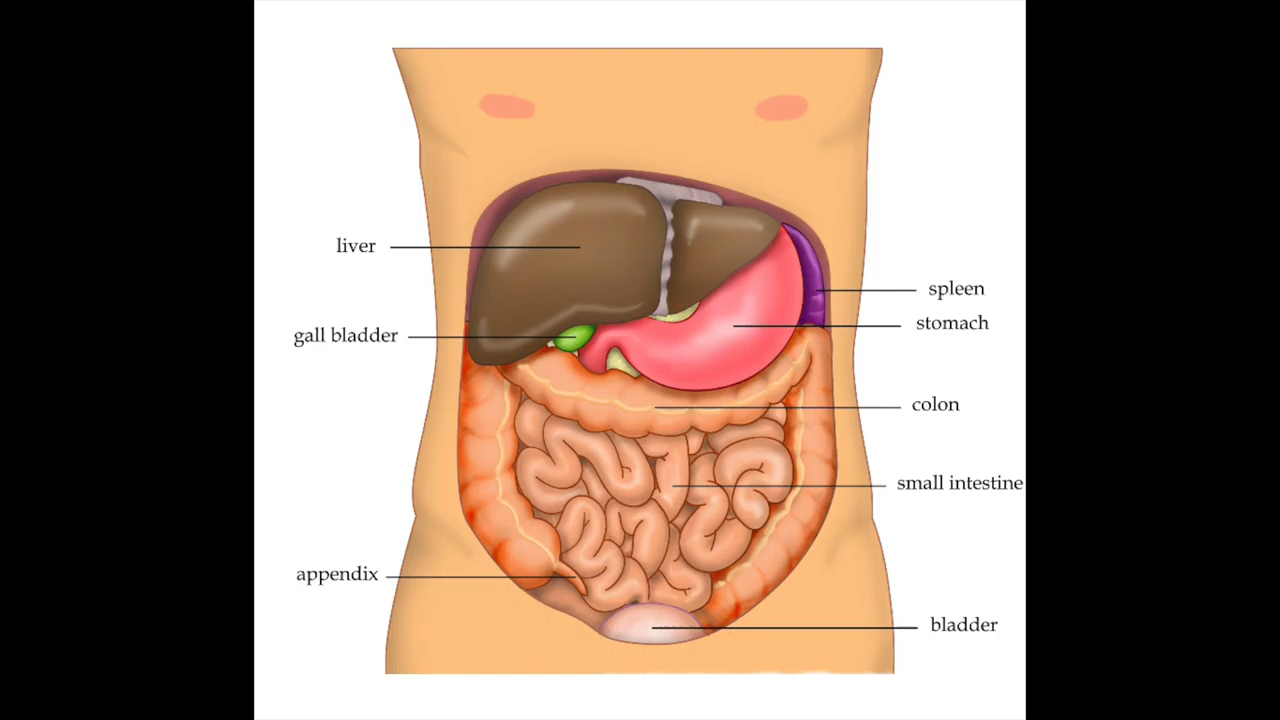 liver
spleen
stomach
gall bladder
colon
small intestine
appendix
bladder